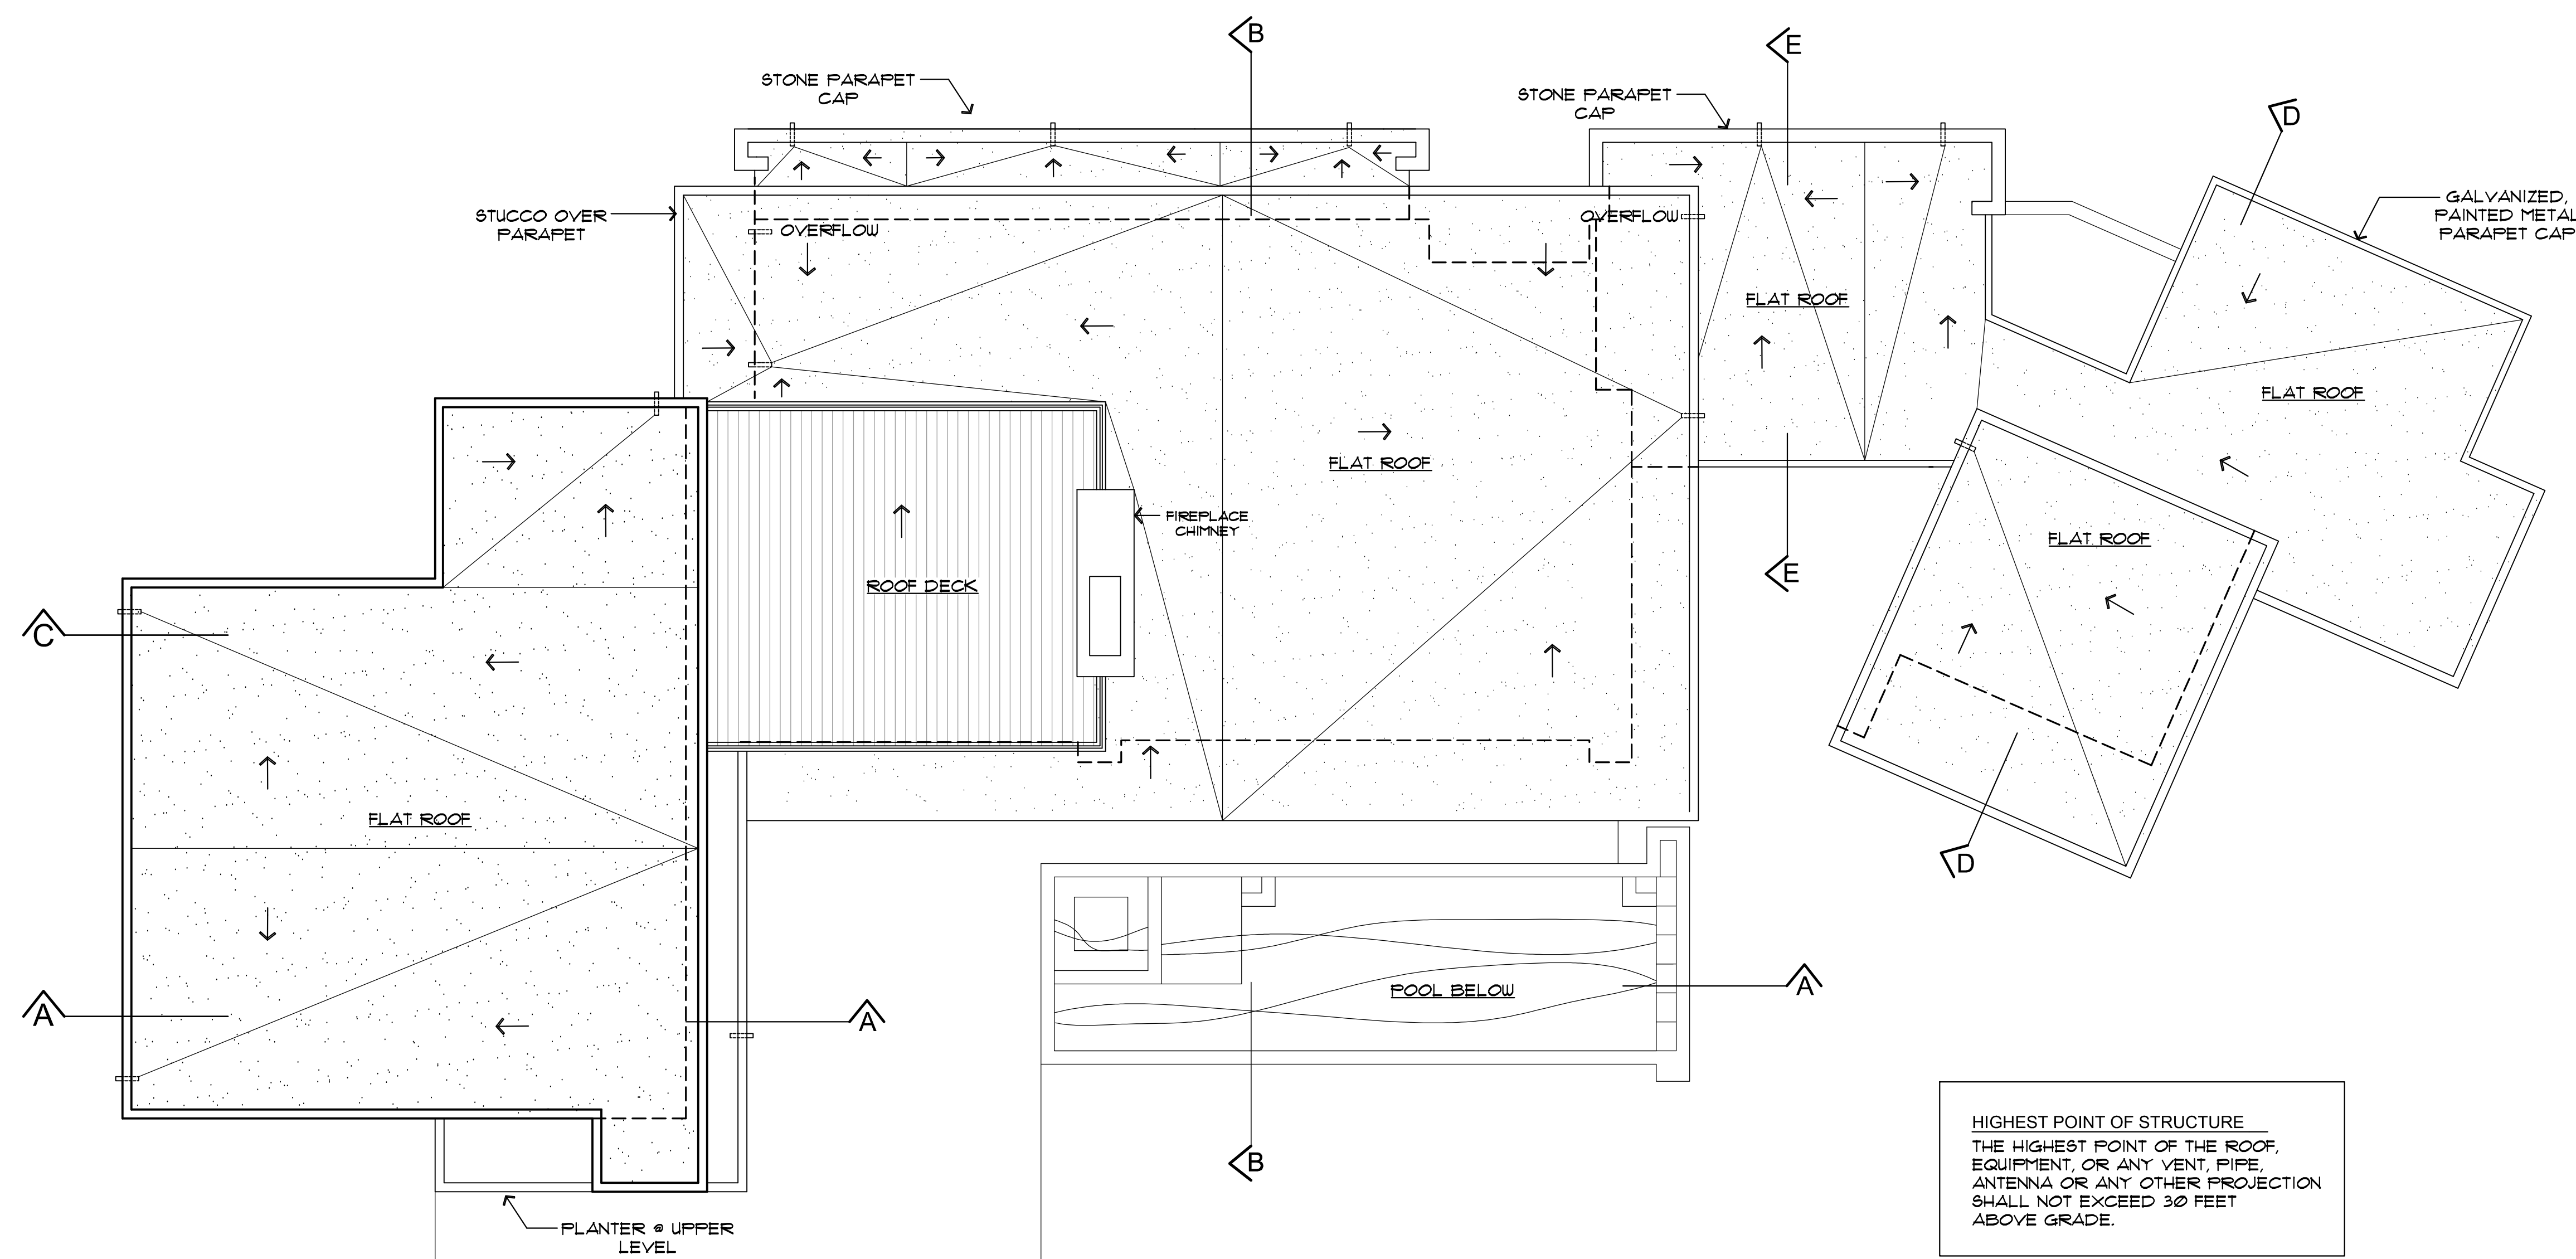 B
E
STONE PARAPET
CAP
STONE PARAPET
CAP
D
GALVANIZED,
PAINTED METAL
PARAPET CAP
STUCCO OVER
PARAPET
OVERFLOW
OVERFLOW
FLAT ROOF
FLAT ROOF
FLAT ROOF
FIREPLACE
CHIMNEY
FLAT ROOF
ROOF DECK
E
C
FLAT ROOF
D
POOL BELOW
A
A
A
B
HIGHEST POINT OF STRUCTURE
THE HIGHEST POINT OF THE ROOF,
EQUIPMENT, OR ANY VENT, PIPE,
ANTENNA OR ANY OTHER PROJECTION
SHALL NOT EXCEED 30 FEET
ABOVE GRADE.
PLANTER @ UPPER
LEVEL